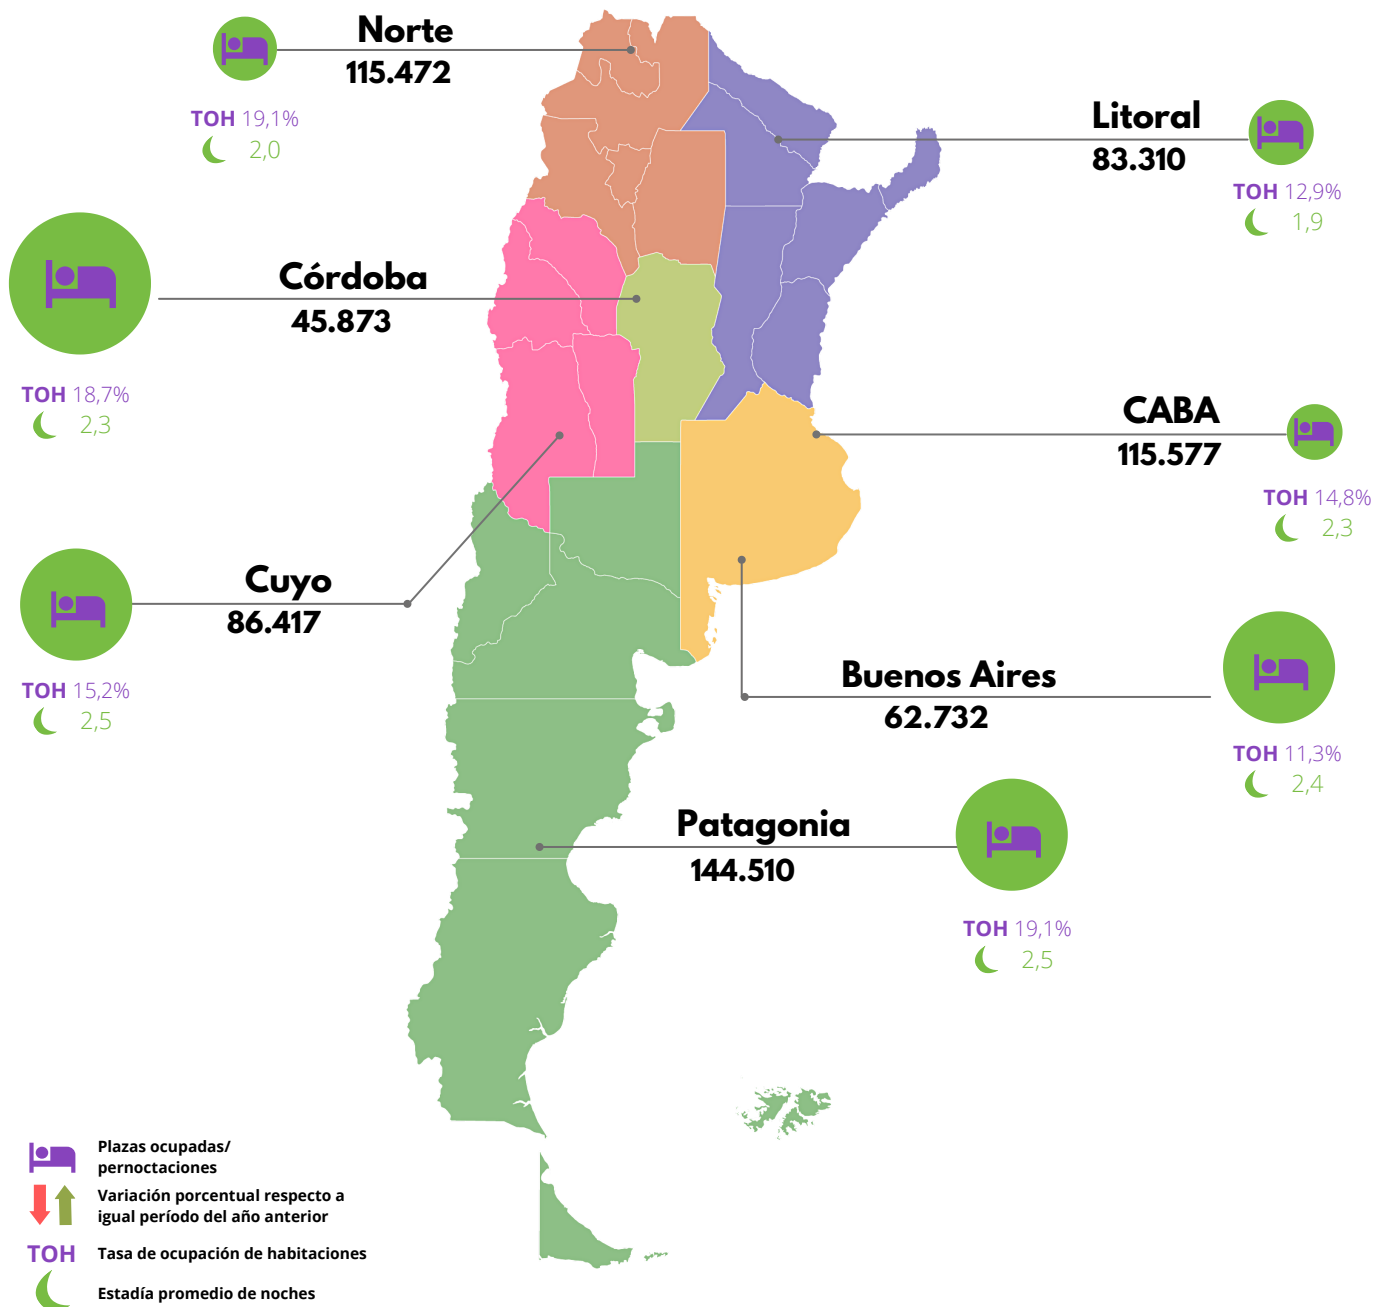 Norte
115.472
TOH 19,1%
2,0
Litoral
83.310
TOH 12,9%
1,9
Córdoba
45.873
TOH 18,7%
2,3
CABA
115.577
TOH 14,8%
2,3
Cuyo
86.417
TOH 15,2%
2,5
Buenos Aires
62.732
TOH 11,3%
2,4
Patagonia
144.510
TOH 19,1%
2,5
Plazas ocupadas/
pernoctaciones
Variación porcentual respecto a
igual período del año anterior
TOH Tasa de ocupación de habitaciones
Estadía promedio de noches